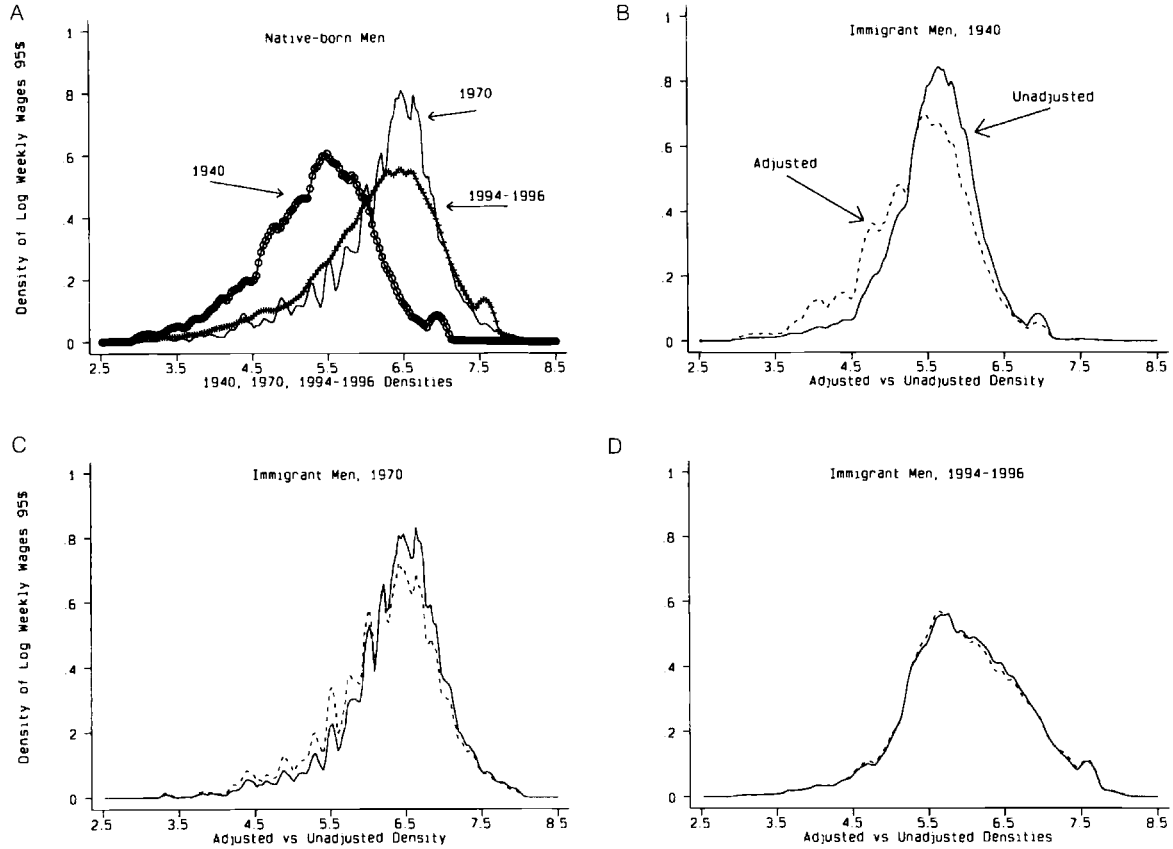 A
Native-born Men
Density of Log Weekly Wages 95$
1
.8
.6
.4
.2
0
1970
1940
1994-1996
2.5 3.5 4.5 5.5 6.5 7.5 8.5
1940, 1970, 1994-1996 Densities
B
Immigrant Men, 1940
1
.8
.6
.4
.2
0
Unadjusted
Adjusted
2.5 3.5 4.5 5.5 6.5 7.5 8.5
Adjusted vs Unadjusted Density
C
Immigrant Men, 1970
Density of Log Weekly Wages 95$
1
.8
.6
.4
.2
0
2.5 3.5 4.5 5.5 6.5 7.5 8.5
Adjusted vs Unadjusted Density
D
Immigrant Men, 1994-1996
1
.8
.6
.4
.2
0
2.5 3.5 4.5 5.5 6.5 7.5 8.5
Adjusted vs Unadjusted Densities